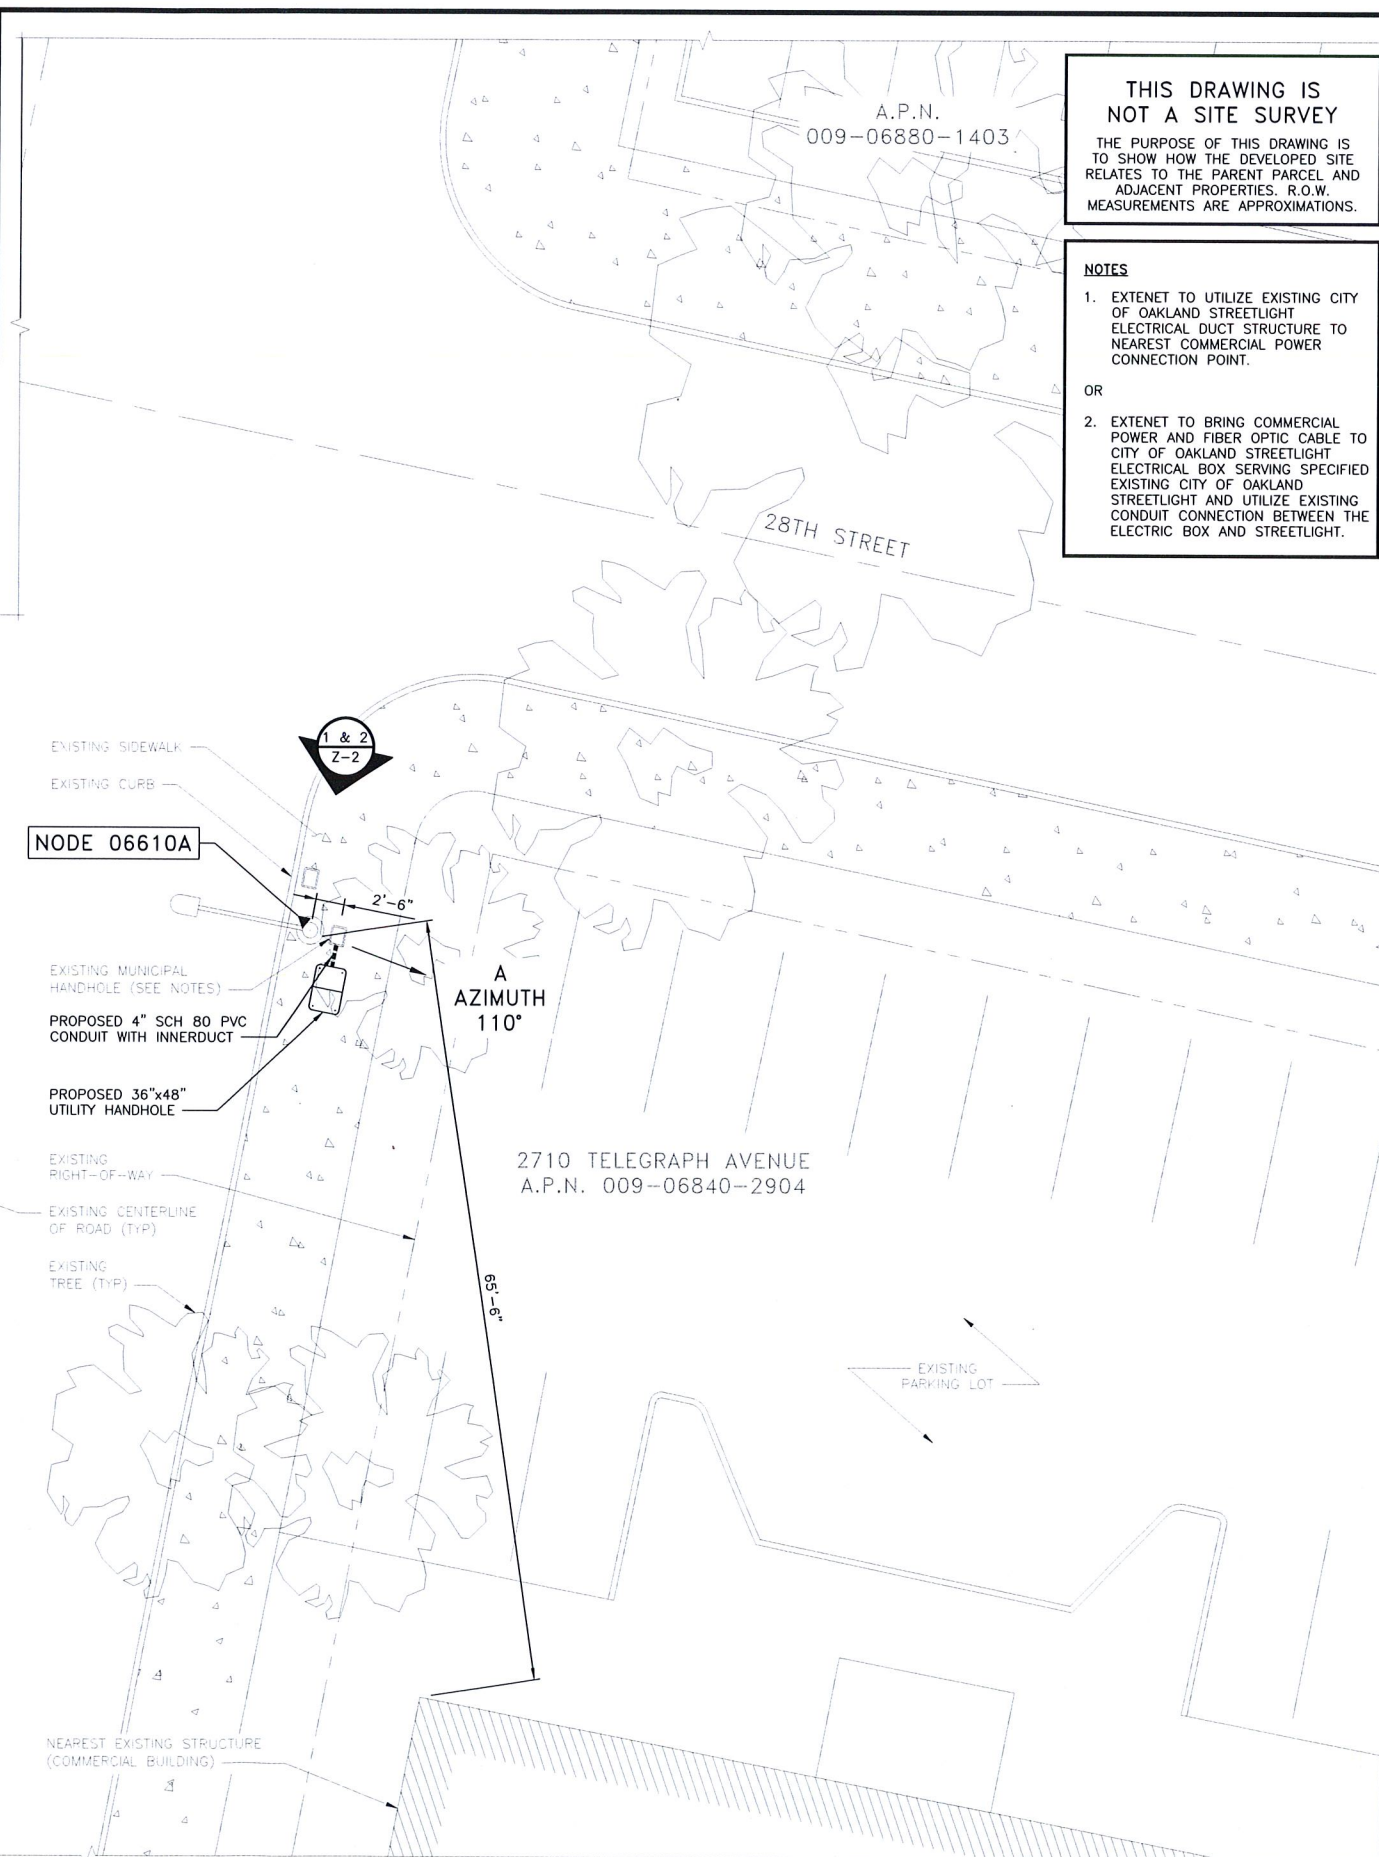 A.P.N.
009-06880-1403
THIS DRAWING IS
NOT A SITE SURVEY
THE PURPOSE OF THIS DRAWING IS
TO SHOW HOW THE DEVELOPED SITE
RELATES TO THE PARENT PARCEL AND
ADJACENT PROPERTIES. R.O.W.
MEASUREMENTS ARE APPROXIMATIONS.
NOTES
1. EXTENET TO UTILIZE EXISTING CITY
OF OAKLAND STREETLIGHT
ELECTRICAL DUCT STRUCTURE TO
NEAREST COMMERCIAL POWER
CONNECTION POINT.
OR
2. EXTENET TO BRING COMMERCIAL
POWER AND FIBER OPTIC CABLE TO
CITY OF OAKLAND STREETLIGHT
ELECTRICAL BOX SERVING SPECIFIED
EXISTING CITY OF OAKLAND
STREETLIGHT AND UTILIZE EXISTING
CONDUIT CONNECTION BETWEEN THE
ELECTRIC BOX AND STREETLIGHT.
28TH STREET
1 & 2
Z-2
EXISTING SIDEWALK
EXISTING CURB
NODE 06610A
2'-6"
EXISTING MUNICIPAL
HANDHOLE (SEE NOTES)
A
AZIMUTH
110°
PROPOSED 4" SCH 80 PVC
CONDUIT WITH INNERDUCT
PROPOSED 36"x48"
UTILITY HANDHOLE
EXISTING
RIGHT-OF-WAY
2710 TELEGRAPH AVENUE
A.P.N. 009-06840-2904
EXISTING CENTERLINE
OF ROAD (TYP)
EXISTING
TREE (TYP)
65'-6"
EXISTING
PARKING LOT
NEAREST EXISTING STRUCTURE
(COMMERCIAL BUILDING)